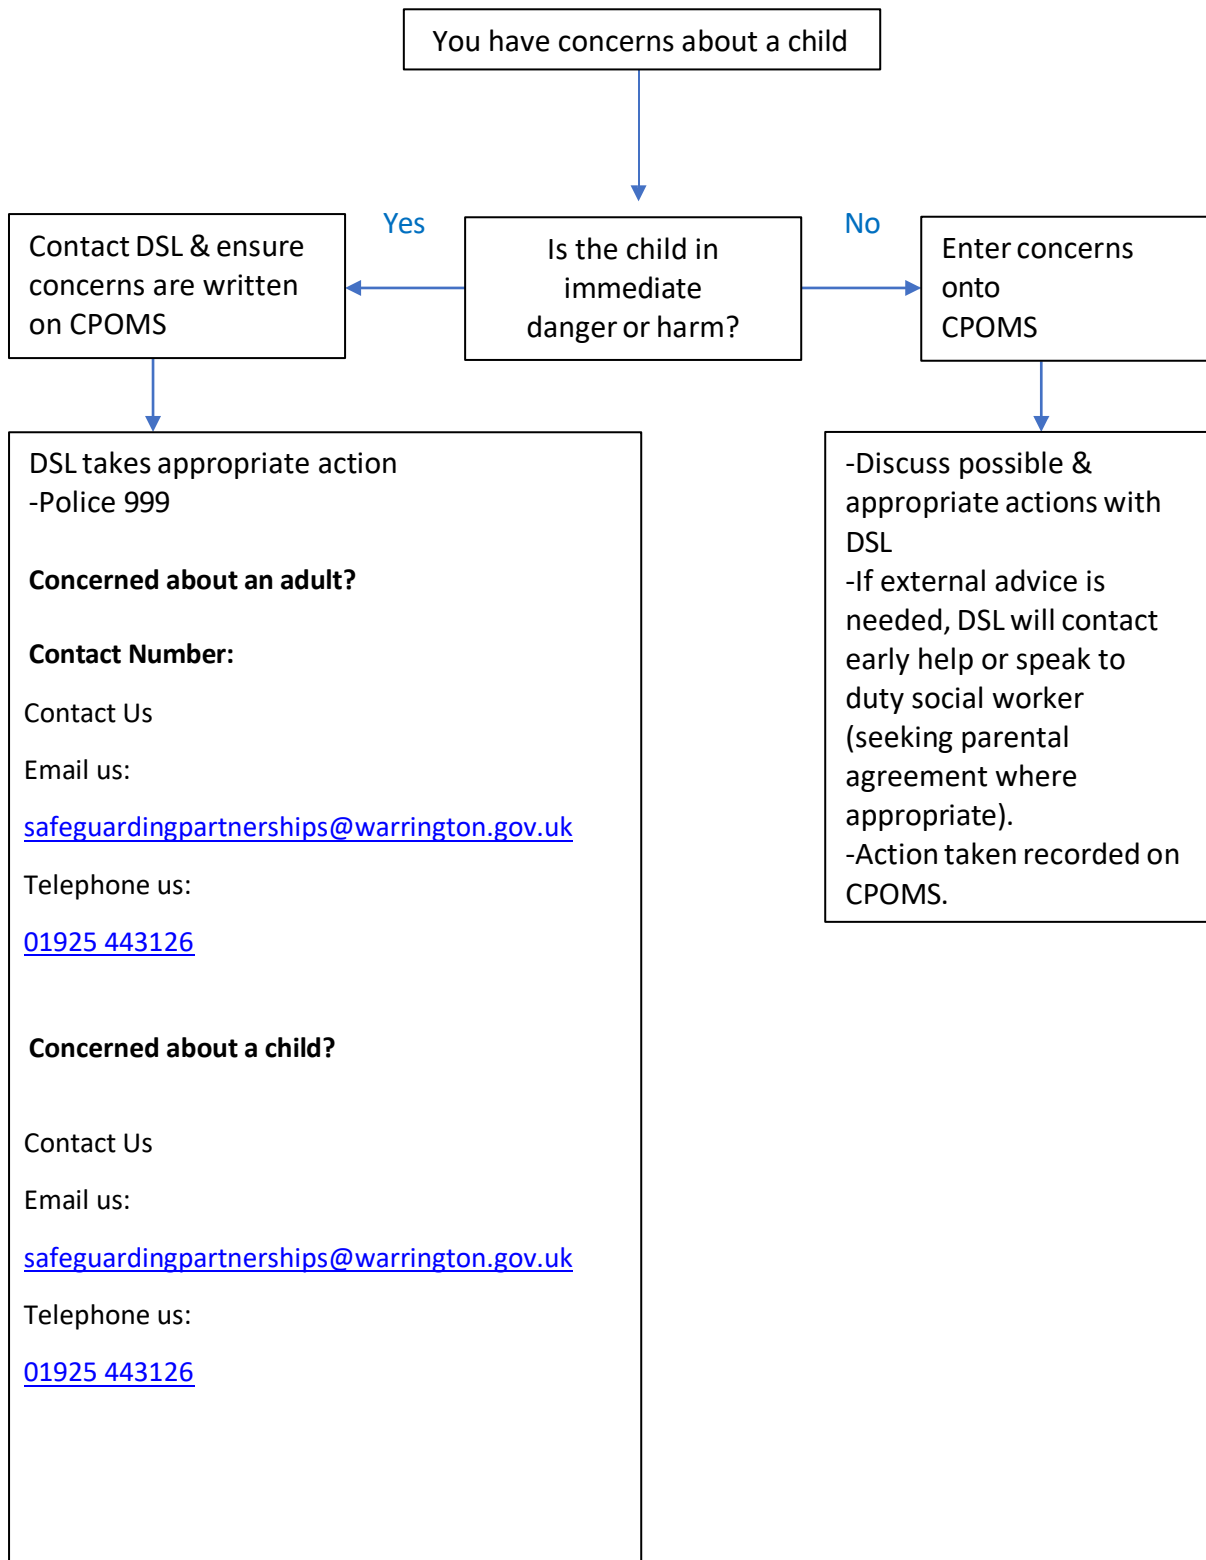 You have concerns about a child
Yes
No
Contact DSL & ensure
concerns are written
on CPOMS
Is the child in
immediate
danger or harm?
Enter concerns
onto
CPOMS
DSL takes appropriate action
-Police 999
Concerned about an adult?
Contact Number:
Contact Us
Email us:
safeguardingpartnerships@warrington.gov.uk
Telephone us:
01925 443126
Concerned about a child?
Contact Us
Email us:
safeguardingpartnerships@warrington.gov.uk
Telephone us:
01925 443126
-Discuss possible &
appropriate actions with
DSL
-If external advice is
needed, DSL will contact
early help or speak to
duty social worker
(seeking parental
agreement where
appropriate).
-Action taken recorded on
CPOMS.